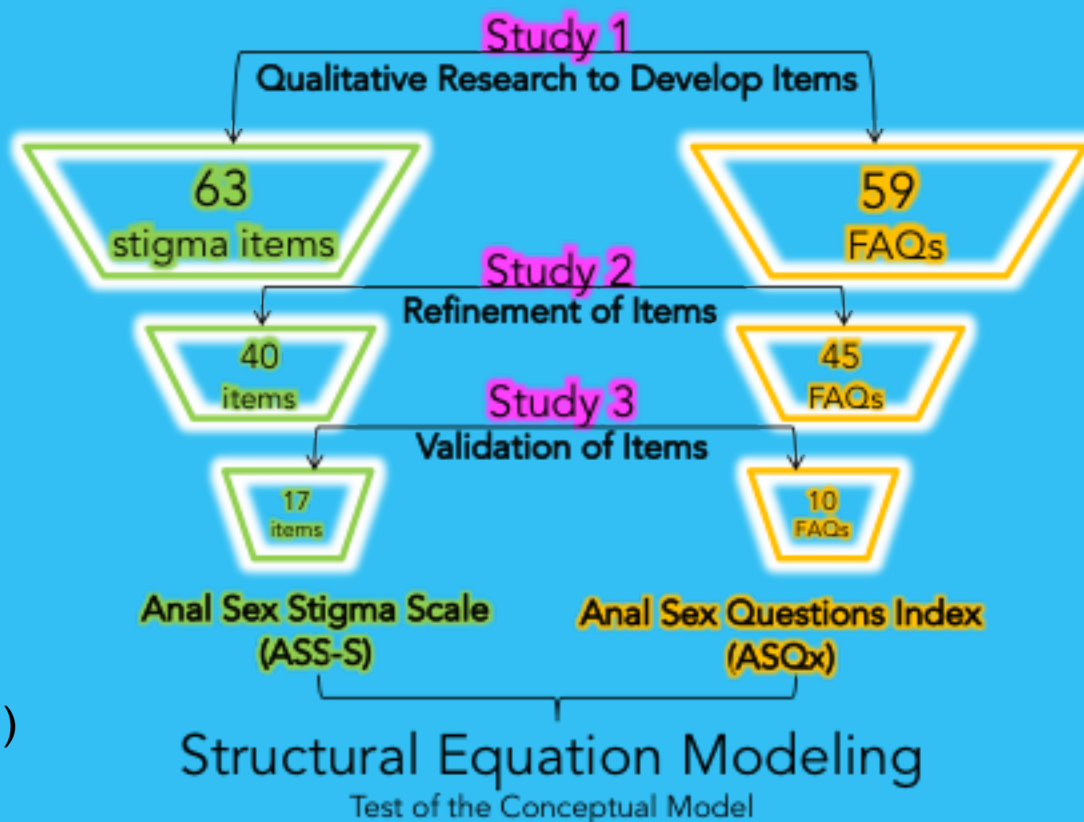 Study 1
Qualitative Research to Develop Items
63
stigma items
59
FAQs
Study 2
Refinement of Items
40
items
45
FAQs
Study 3
Validation of Items
17
items
10
FAQs
Anal Sex Stigma Scale
(ASS-S)
Anal Sex Questions Index
(ASQx)
)
Structural Equation Modeling
Test of the Conceptual Model